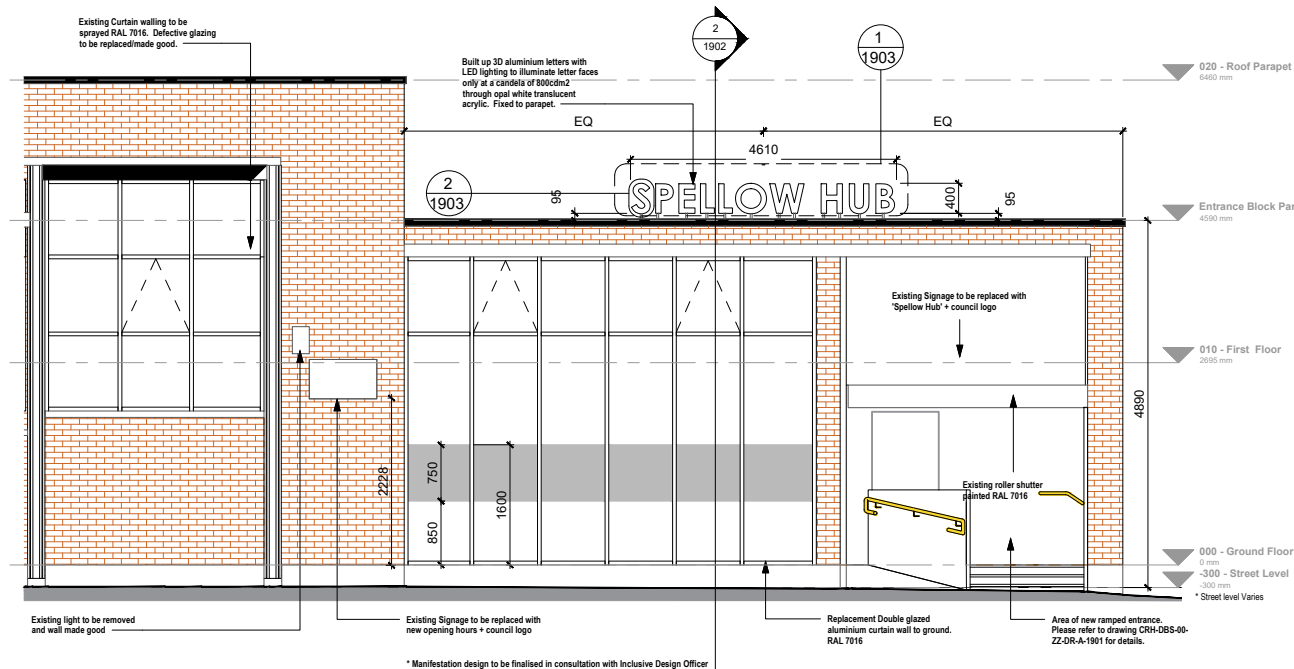 Existing Curtain walling to be
sprayed RAL 7016. Defective glazing
to be replaced/made good.
2
1902
1
1903
Built up 3D aluminium letters with
LED lighting to illuminate letter faces
only at a candela of 800cdm2
through opal white translucent
acrylic. Fixed to parapet.
020 - Roof Parapet
6460 mm
EQ
EQ
4610
2
1903
95
SPELLOW HUB
400
95
Entrance Block Par
4590 mm
Existing Signage to be replaced with
'Spellow Hub' + council logo
010 - First Floor
2695 mm
4890
2228
750
850
1600
Existing roller shutter
painted RAL 7016
000 - Ground Floor
0 mm
-300 - Street Level
-300 mm
* Street level Varies
Existing light to be removed
and wall made good
Existing Signage to be replaced with
new opening hours + council logo
Replacement Double glazed
aluminium curtain wall to ground.
RAL 7016
Area of new ramped entrance.
Please refer to drawing CRH-DBS-00-
ZZ-DR-A-1901 for details.
* Manifestation design to be finalised in consultation with Inclusive Design Officer